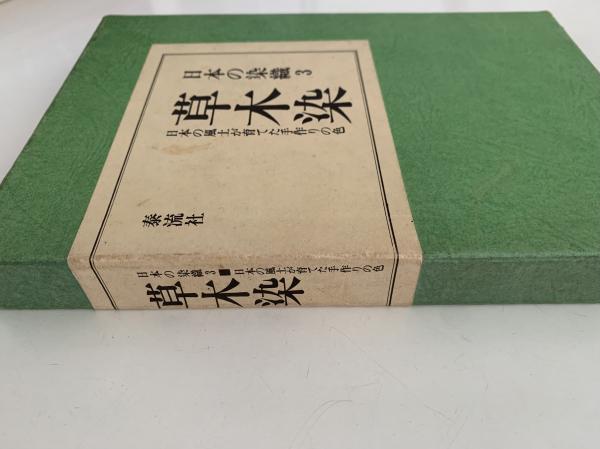 日本の染織 3
草木染
日本の風土が育てた手作りの色
泰流社
日本の染織 3 ■ 日本の風土が育てた手作りの色
草木染